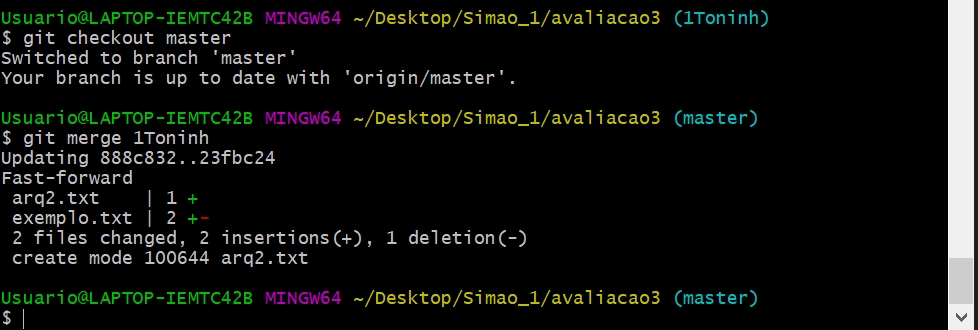 Usuario@LAPTOP-IEMTC42B MINGW64 ~/Desktop/Simao_1/avaliacao3 (1Toninh)
$ git checkout master
Switched to branch 'master'
Your branch is up to date with 'origin/master'.
Usuario@LAPTOP-IEMTC42B MINGW64 ~/Desktop/Simao_1/avaliacao3 (master)
$ git merge 1Toninh
Updating 888c832..23fbc24
Fast-forward
 arq2.txt    | 1 +
 exemplo.txt | 2 +-
 2 files changed, 2 insertions(+), 1 deletion(-)
 create mode 100644 arq2.txt
Usuario@LAPTOP-IEMTC42B MINGW64 ~/Desktop/Simao_1/avaliacao3 (master)
$